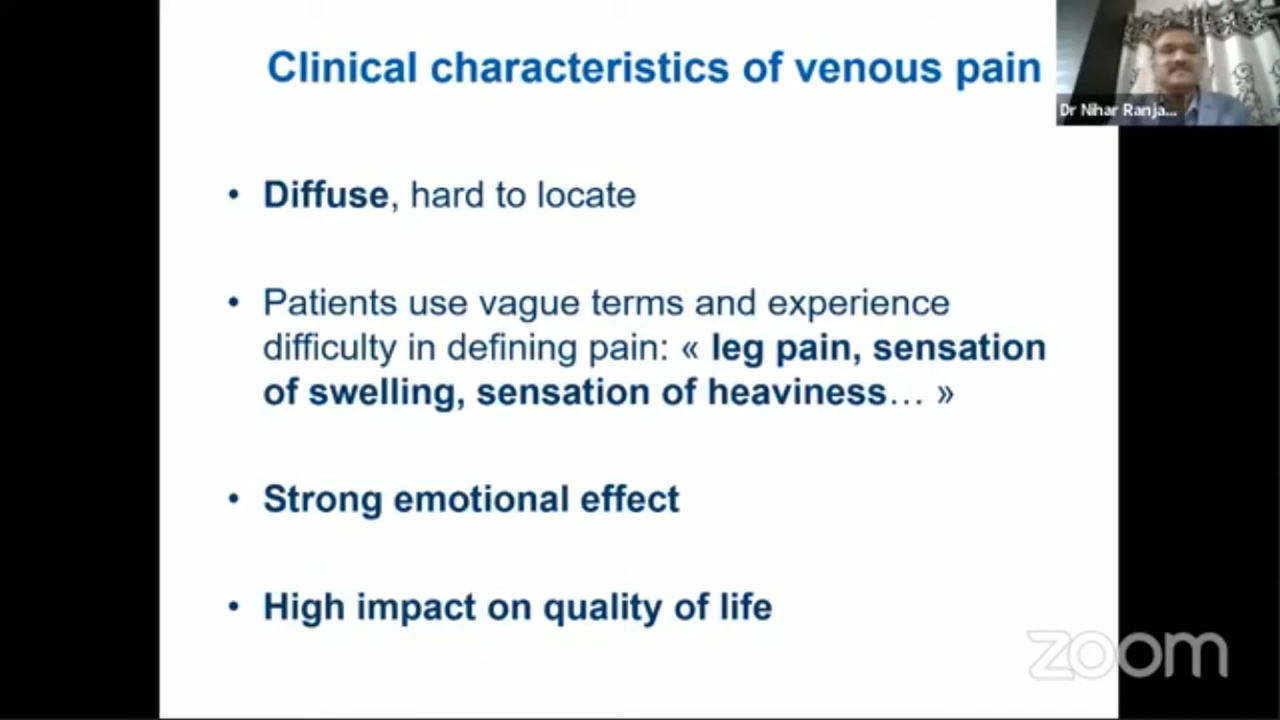 Clinical characteristics of venous pain
Dr Nihar Ranja...
• Diffuse, hard to locate
• Patients use vague terms and experience
difficulty in defining pain: « leg pain, sensation
of swelling, sensation of heaviness… »
• Strong emotional effect
• High impact on quality of life
zoom